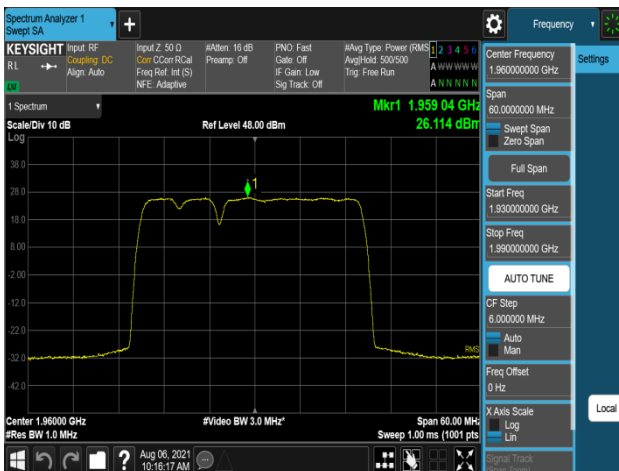 Spectrum Analyzer 1
Swept SA
+
Frequency
KEYSIGHT
RL
LXI
Input: RF
Coupling: DC
Align: Auto
Input Z: 50 Ω
Corr CCorr RCal
Freq Ref: Int (S)
NFE: Adaptive
#Atten: 16 dB
Preamp: Off
PNO: Fast
Gate: Off
IF Gain: Low
Sig Track: Off
#Avg Type: Power (RMS
Avg|Hold: 500/500
Trig: Free Run
1 2 3 4 5 6
A W W W W W
A N N N N N
1 Spectrum
Mkr1 1.959 04 GHz
Scale/Div 10 dB
Ref Level 48.00 dBm
26.114 dBm
Log
38.0
28.0
18.0
8.00
-2.00
-12.0
-22.0
-32.0
-42.0
1
RMS
Center 1.96000 GHz
#Video BW 3.0 MHz*
Span 60.00 MHz
#Res BW 1.0 MHz
Sweep 1.00 ms (1001 pts
Center Frequency
1.960000000 GHz
Settings
Span
60.0000000 MHz
Swept Span
Zero Span
Full Span
Start Freq
1.930000000 GHz
Stop Freq
1.990000000 GHz
AUTO TUNE
CF Step
6.000000 MHz
Auto
Man
Freq Offset
0 Hz
X Axis Scale
Log
Lin
Local
Signal Track
?
Aug 06, 2021
10:16:17 AM